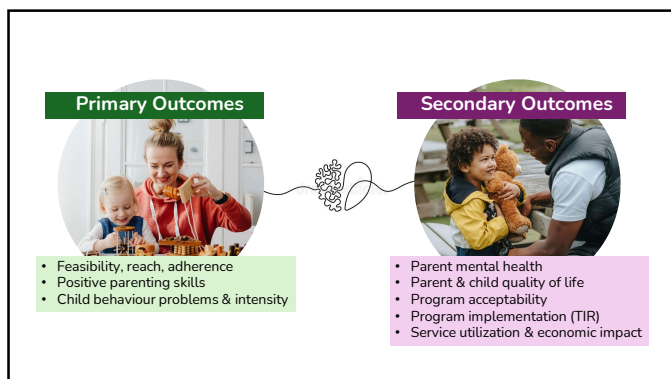 Primary Outcomes
• Feasibility, reach, adherence
• Positive parenting skills
• Child behaviour problems & intensity
Secondary Outcomes
• Parent mental health
• Parent & child quality of life
• Program acceptability
• Program implementation (TIR)
• Service utilization & economic impact